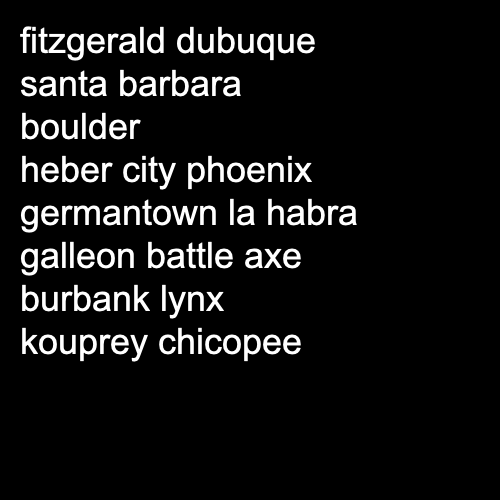 fitzgerald dubuque
santa barbara
boulder
heber city phoenix
germantown la habra
galleon battle axe
burbank lynx
kouprey chicopee